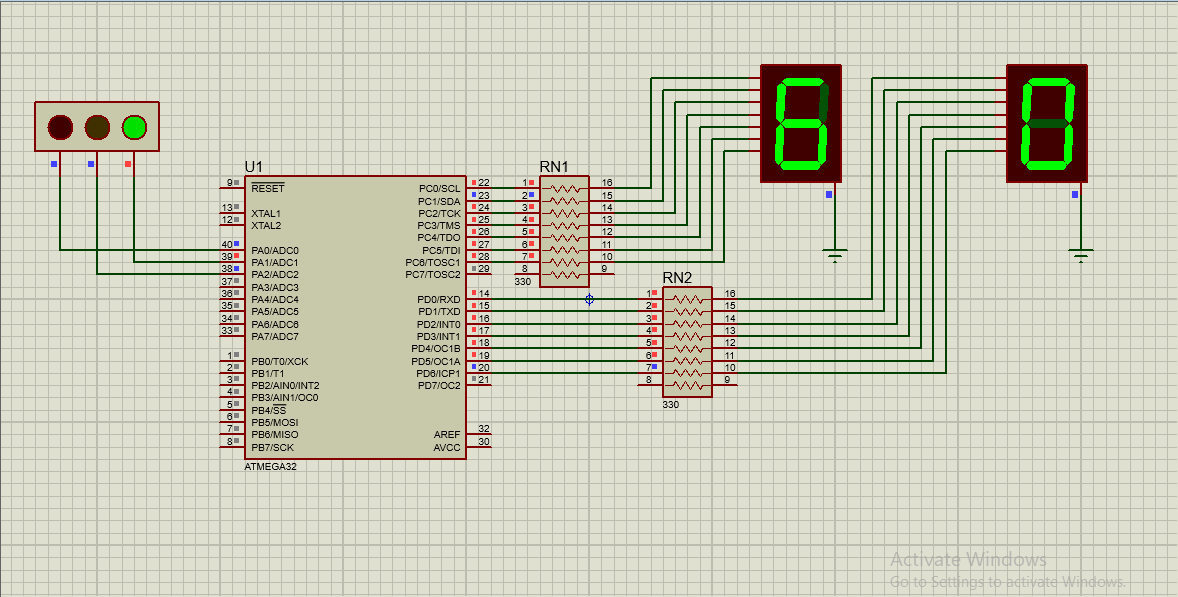 U1
9 RESET
13 XTAL1
12 XTAL2
40 PA0/ADC0
39 PA1/ADC1
38 PA2/ADC2
37 PA3/ADC3
36 PA4/ADC4
35 PA5/ADC5
34 PA6/ADC6
33 PA7/ADC7
1 PB0/T0/XCK
2 PB1/T1
3 PB2/AIN0/INT2
4 PB3/AIN1/OC0
5 PB4/SS
6 PB5/MOSI
7 PB6/MISO
8 PB7/SCK
PC0/SCL 22
PC1/SDA 23
PC2/TCK 24
PC3/TMS 25
PC4/TDO 26
PC5/TDI 27
PC6/TOSC1 28
PC7/TOSC2 29
PD0/RXD 14
PD1/TXD 15
PD2/INT0 16
PD3/INT1 17
PD4/OC1B 18
PD5/OC1A 19
PD6/ICP1 20
PD7/OC2 21
AREF 32
AVCC 30
ATMEGA32
RN1
1 16
2 15
3 14
4 13
5 12
6 11
7 10
8 9
330
RN2
1 16
2 15
3 14
4 13
5 12
6 11
7 10
8 9
330
6
0
Activate Windows
Go to Settings to activate Windows.